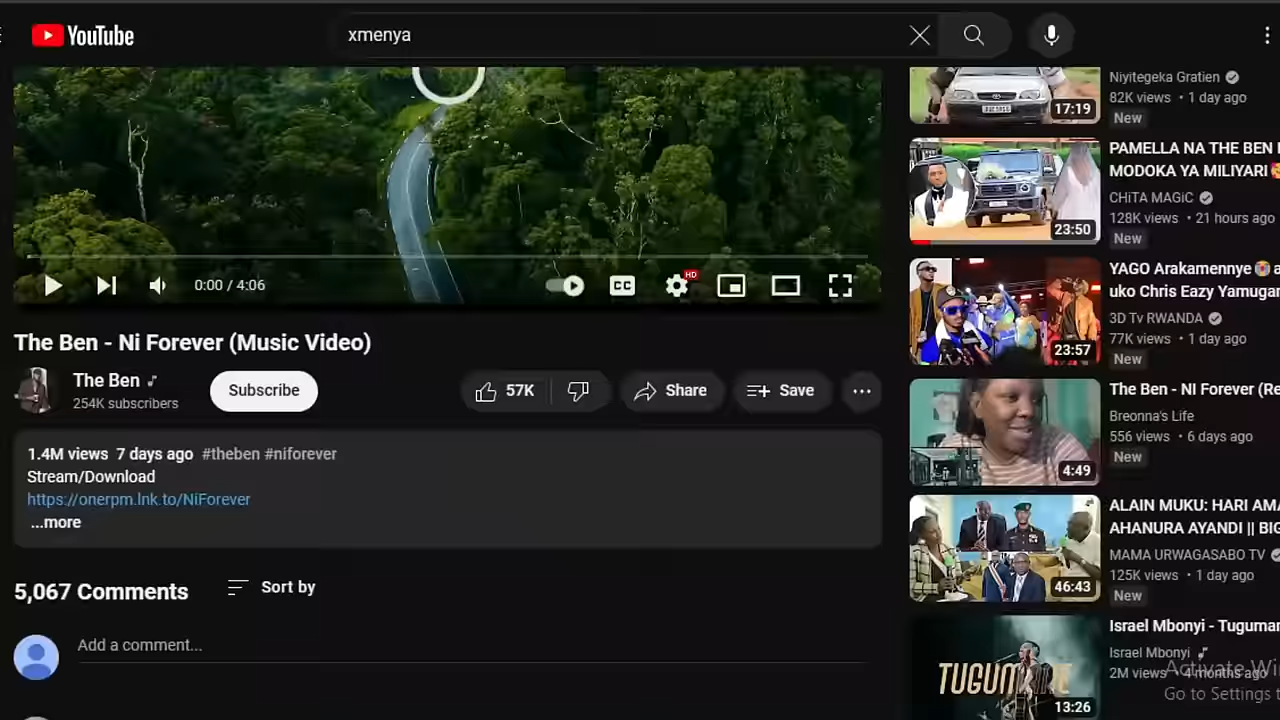 YouTube
xmenya
0:00 / 4:06
CC
HD
The Ben - Ni Forever (Music Video)
The Ben
254K subscribers
Subscribe
57K
Share
Save
1.4M views 7 days ago #theben #niforever
Stream/Download
https://onerpm.lnk.to/NiForever
...more
5,067 Comments
Sort by
Add a comment...
17:19
Niyitegeka Gratien
82K views • 1 day ago
New
23:50
PAMELLA NA THE BEN
MODOKA YA MILIYARI
CHiTA MAGiC
128K views • 21 hours ago
New
23:57
YAGO Arakamennye
uko Chris Eazy Yamugar
3D Tv RWANDA
77K views • 1 day ago
New
4:49
The Ben - NI Forever (Re
Breonna's Life
556 views • 6 days ago
New
46:43
ALAIN MUKU: HARI AMA
AHANURA AYANDI || BIG
MAMA URWAGASABO TV
125K views • 1 day ago
New
13:26
Israel Mbonyi - Tuguma
Israel Mbonyi
2M views • 4 months ago
Activate Wi
Go to Settings t